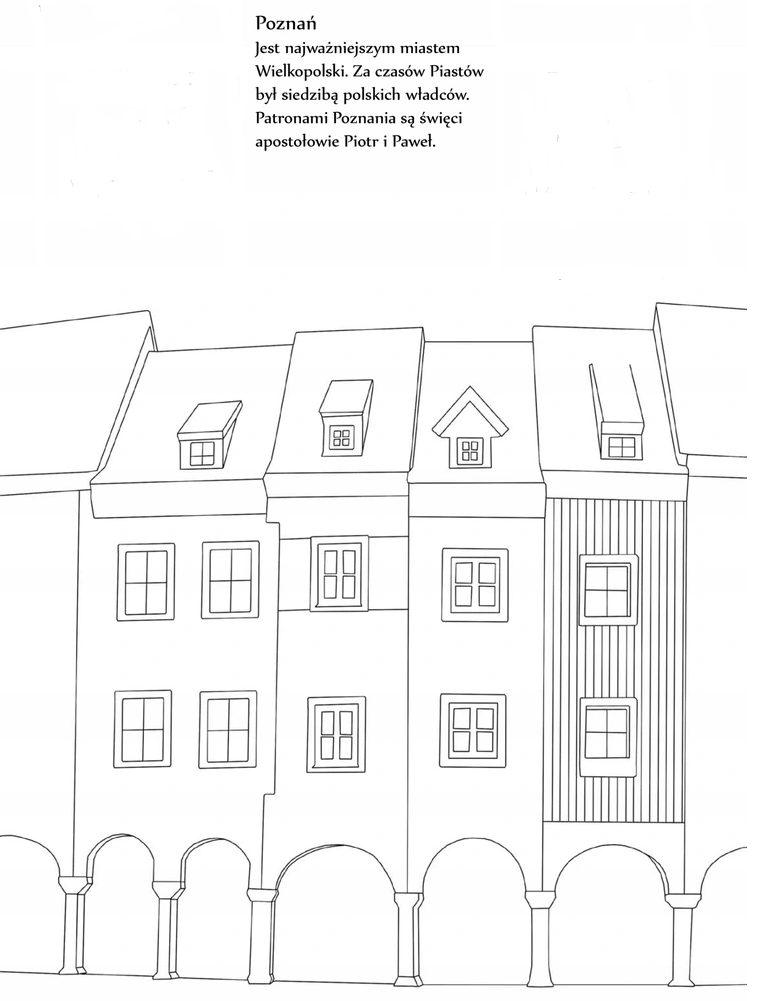 Poznań
Jest najważniejszym miastem
Wielkopolski. Za czasów Piastów
był siedzibą polskich władców.
Patronami Poznania są święci
apostołowie Piotr i Paweł.